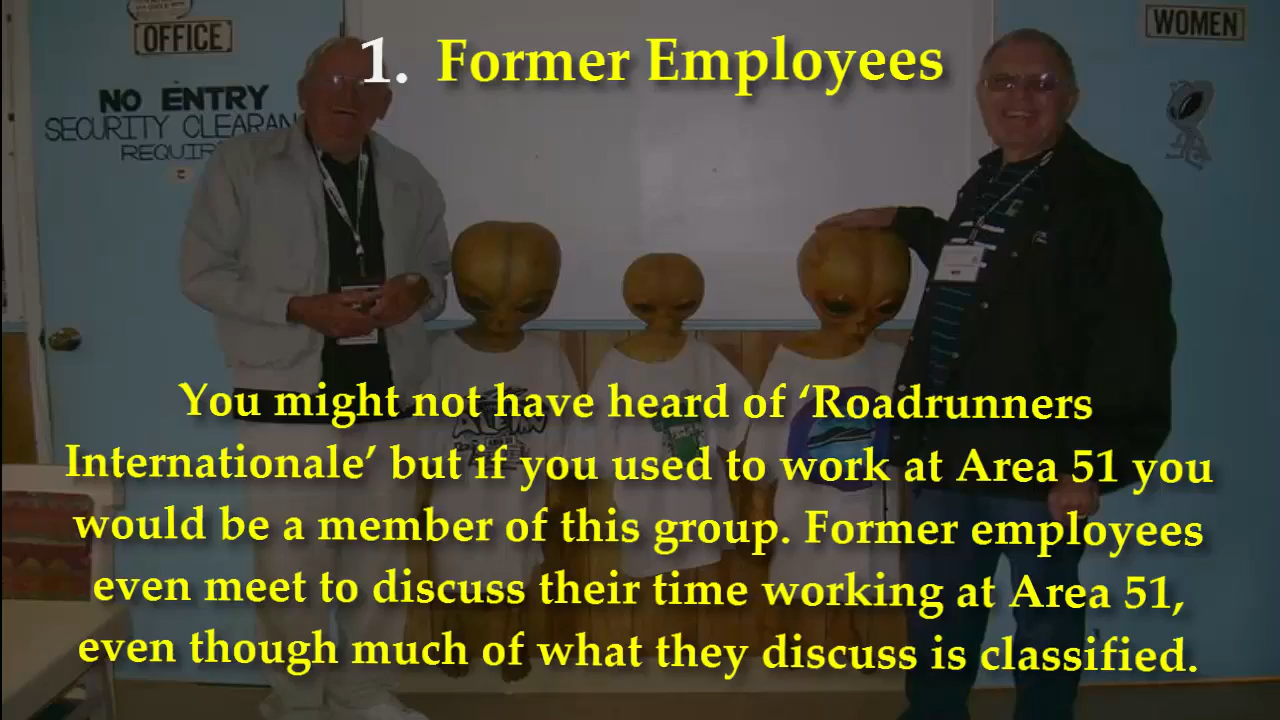 OFFICE
WOMEN
1. Former Employees
NO ENTRY
SECURITY CLEARAN
REQUIR
You might not have heard of ‘Roadrunners
Internationale’ but if you used to work at Area 51 you
would be a member of this group. Former employees
even meet to discuss their time working at Area 51,
even though much of what they discuss is classified.